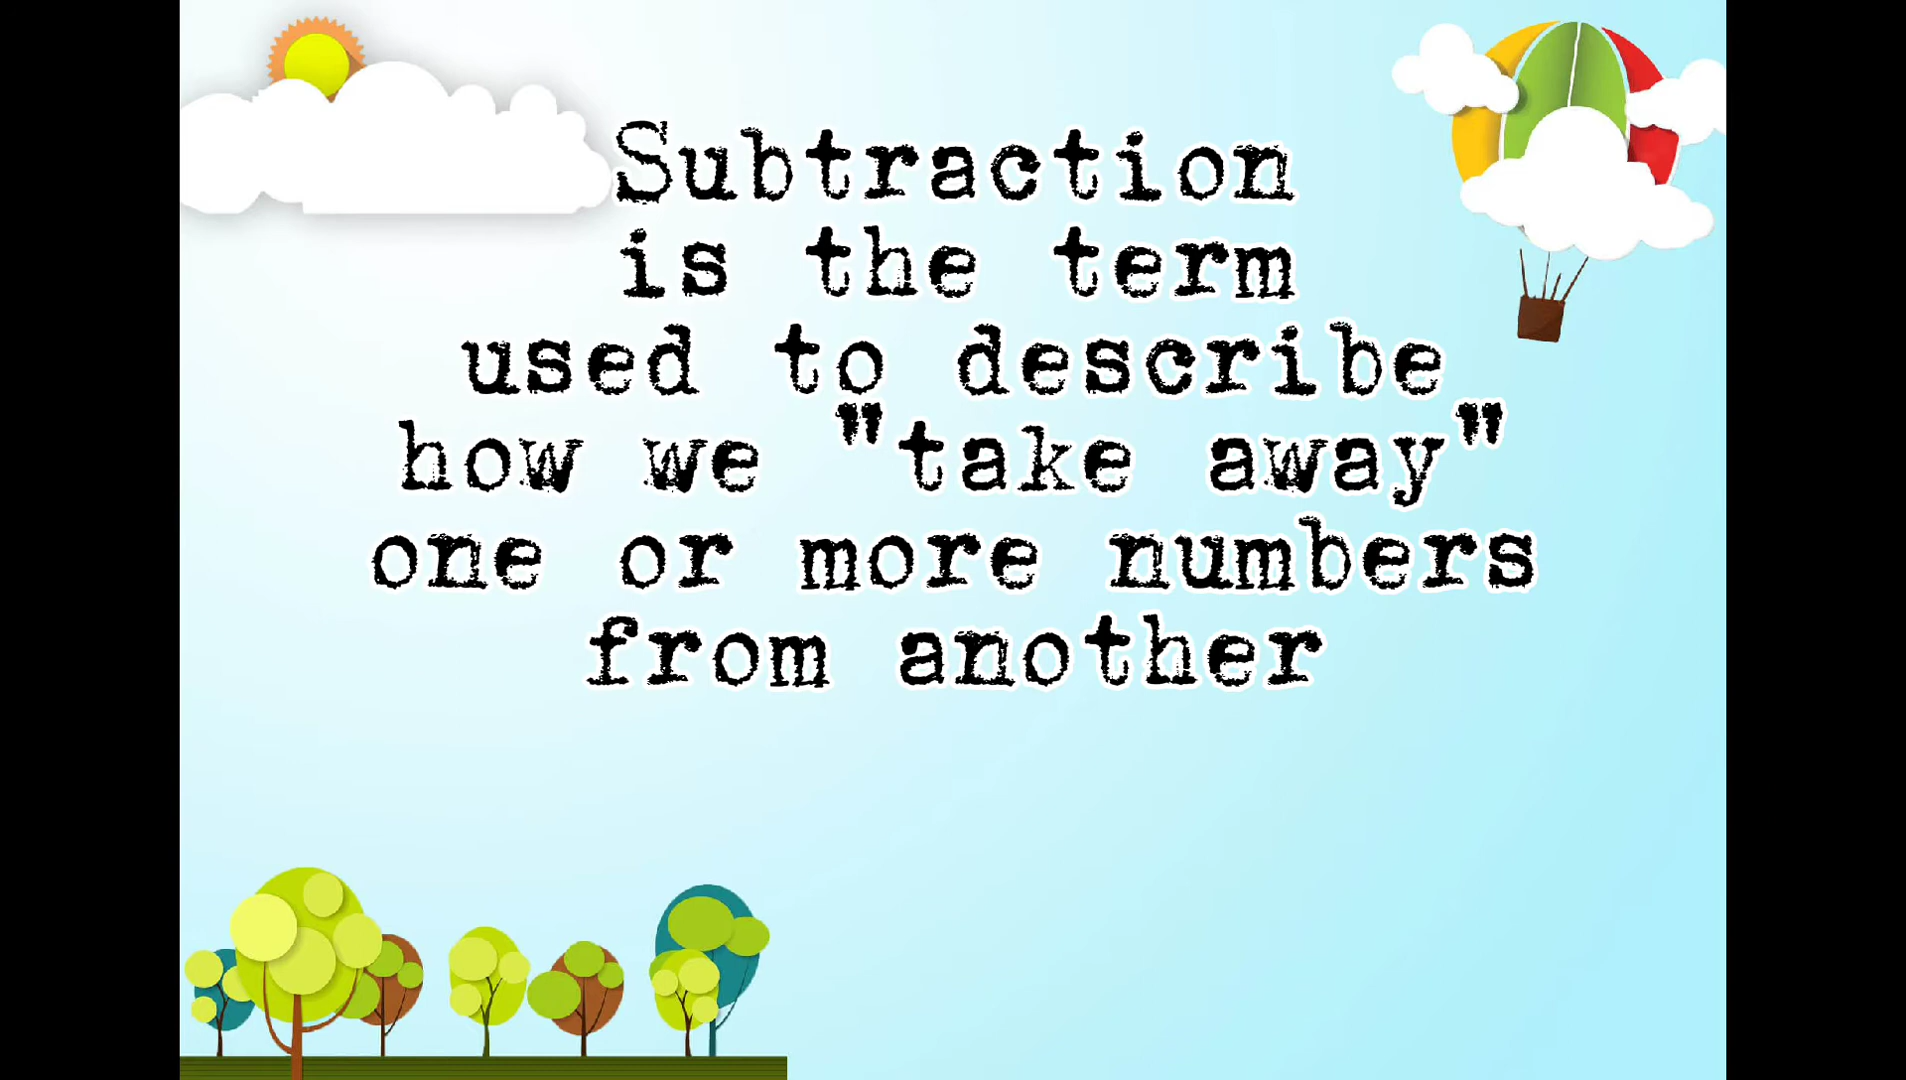 Subtraction
is the term
used to describe
how we "take away"
one or more numbers
from another